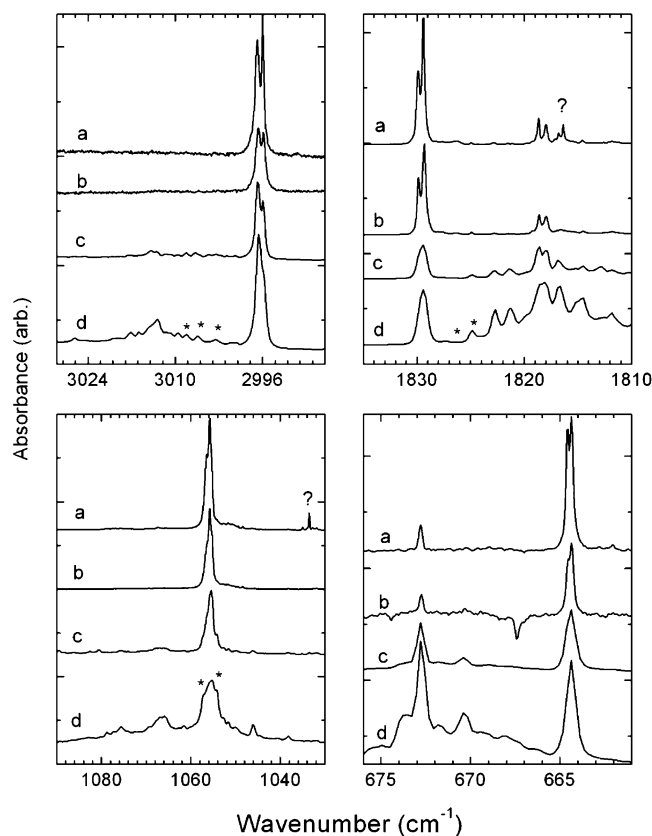 Absorbance (arb.)
a
b
c
d
* * *
3024 3010 2996
a
?
b
c
d
* *
1830 1820 1810
a
?
b
c
d
* *
1080 1060 1040
a
b
c
d
675 670 665
Wavenumber (cm-1)